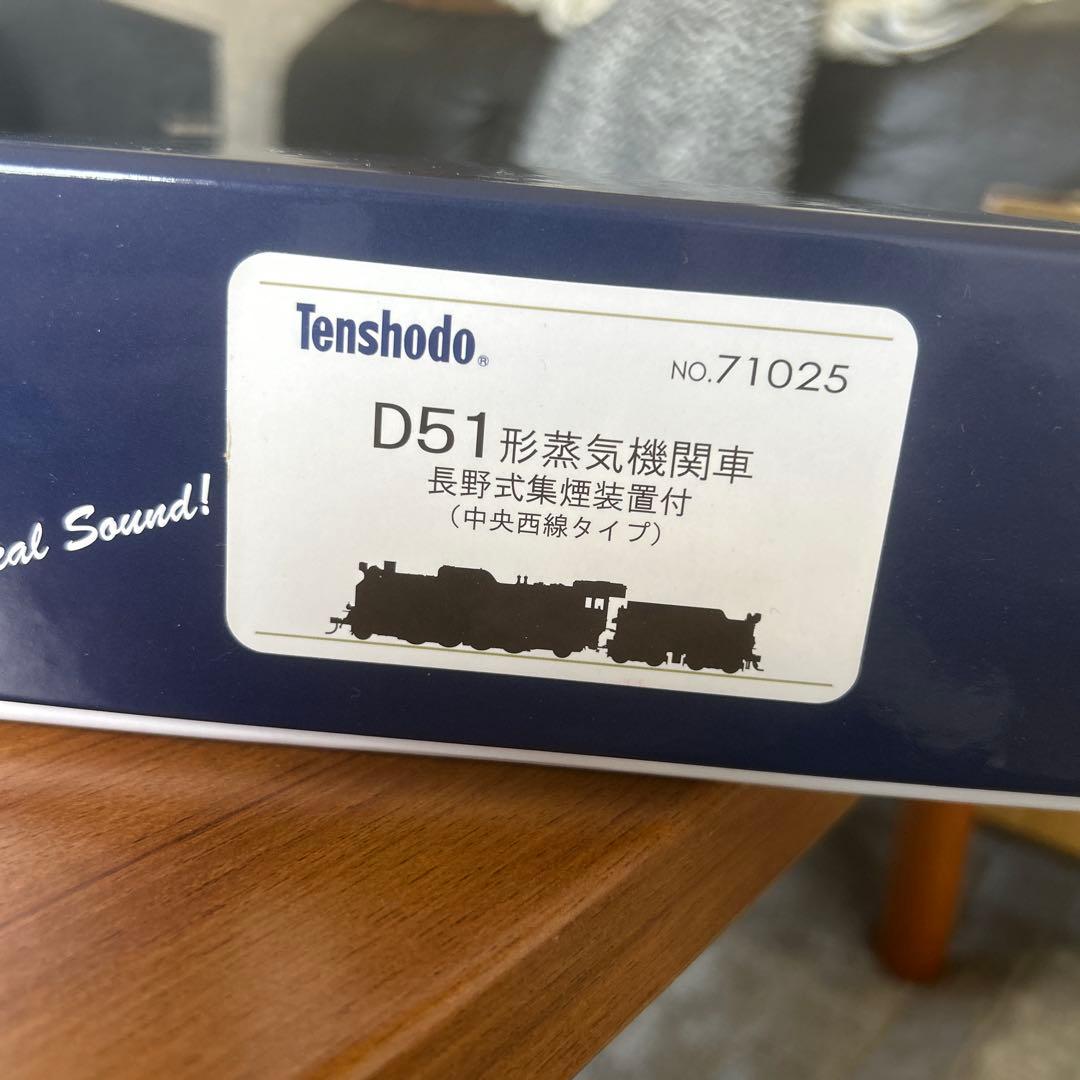 Tenshodo®
NO.71025
D51形蒸気機関車
長野式集煙装置付
(中央西線タイプ)
Sound!